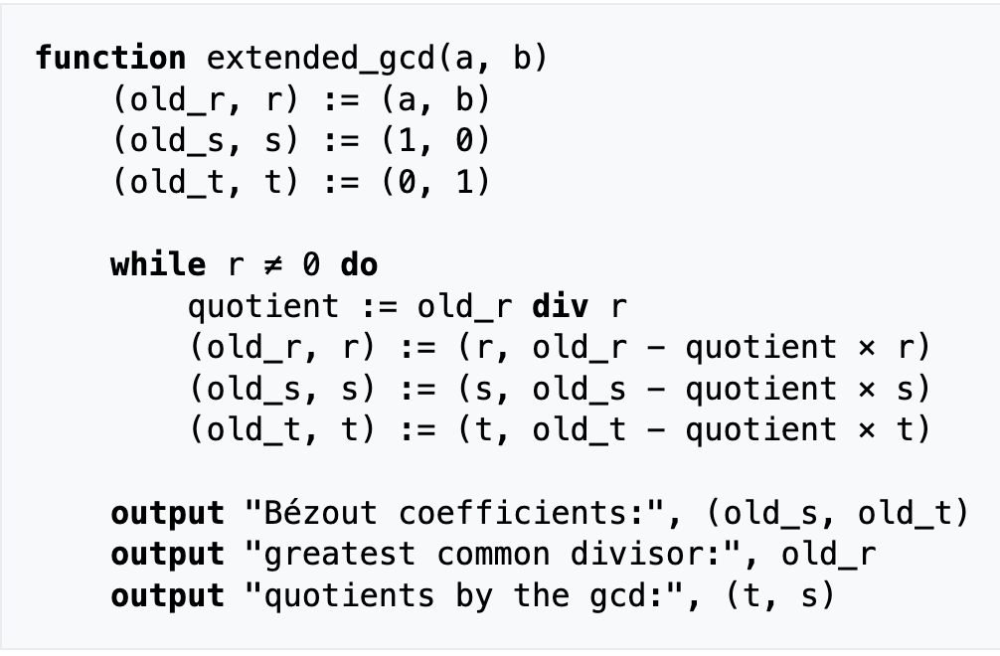 function extended_gcd(a, b)
    (old_r, r) := (a, b)
    (old_s, s) := (1, 0)
    (old_t, t) := (0, 1)

    while r ≠ 0 do
        quotient := old_r div r
        (old_r, r) := (r, old_r − quotient × r)
        (old_s, s) := (s, old_s − quotient × s)
        (old_t, t) := (t, old_t − quotient × t)

    output "Bézout coefficients:", (old_s, old_t)
    output "greatest common divisor:", old_r
    output "quotients by the gcd:", (t, s)